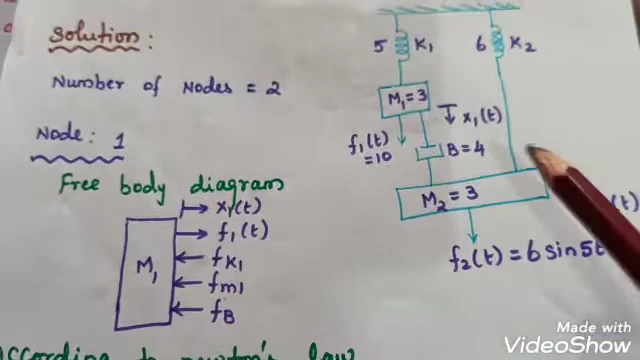 Solution:
Number of Nodes = 2
Node: 1
Free body diagram
M1
x1(t)
f1(t)
fK1
fm1
fB
According to newton's law
5 K1
6 K2
M1=3
x1(t)
f1(t)
=10
B=4
M2=3
(t)
f2(t) = 6 sin 5t
Made with
VideoShow